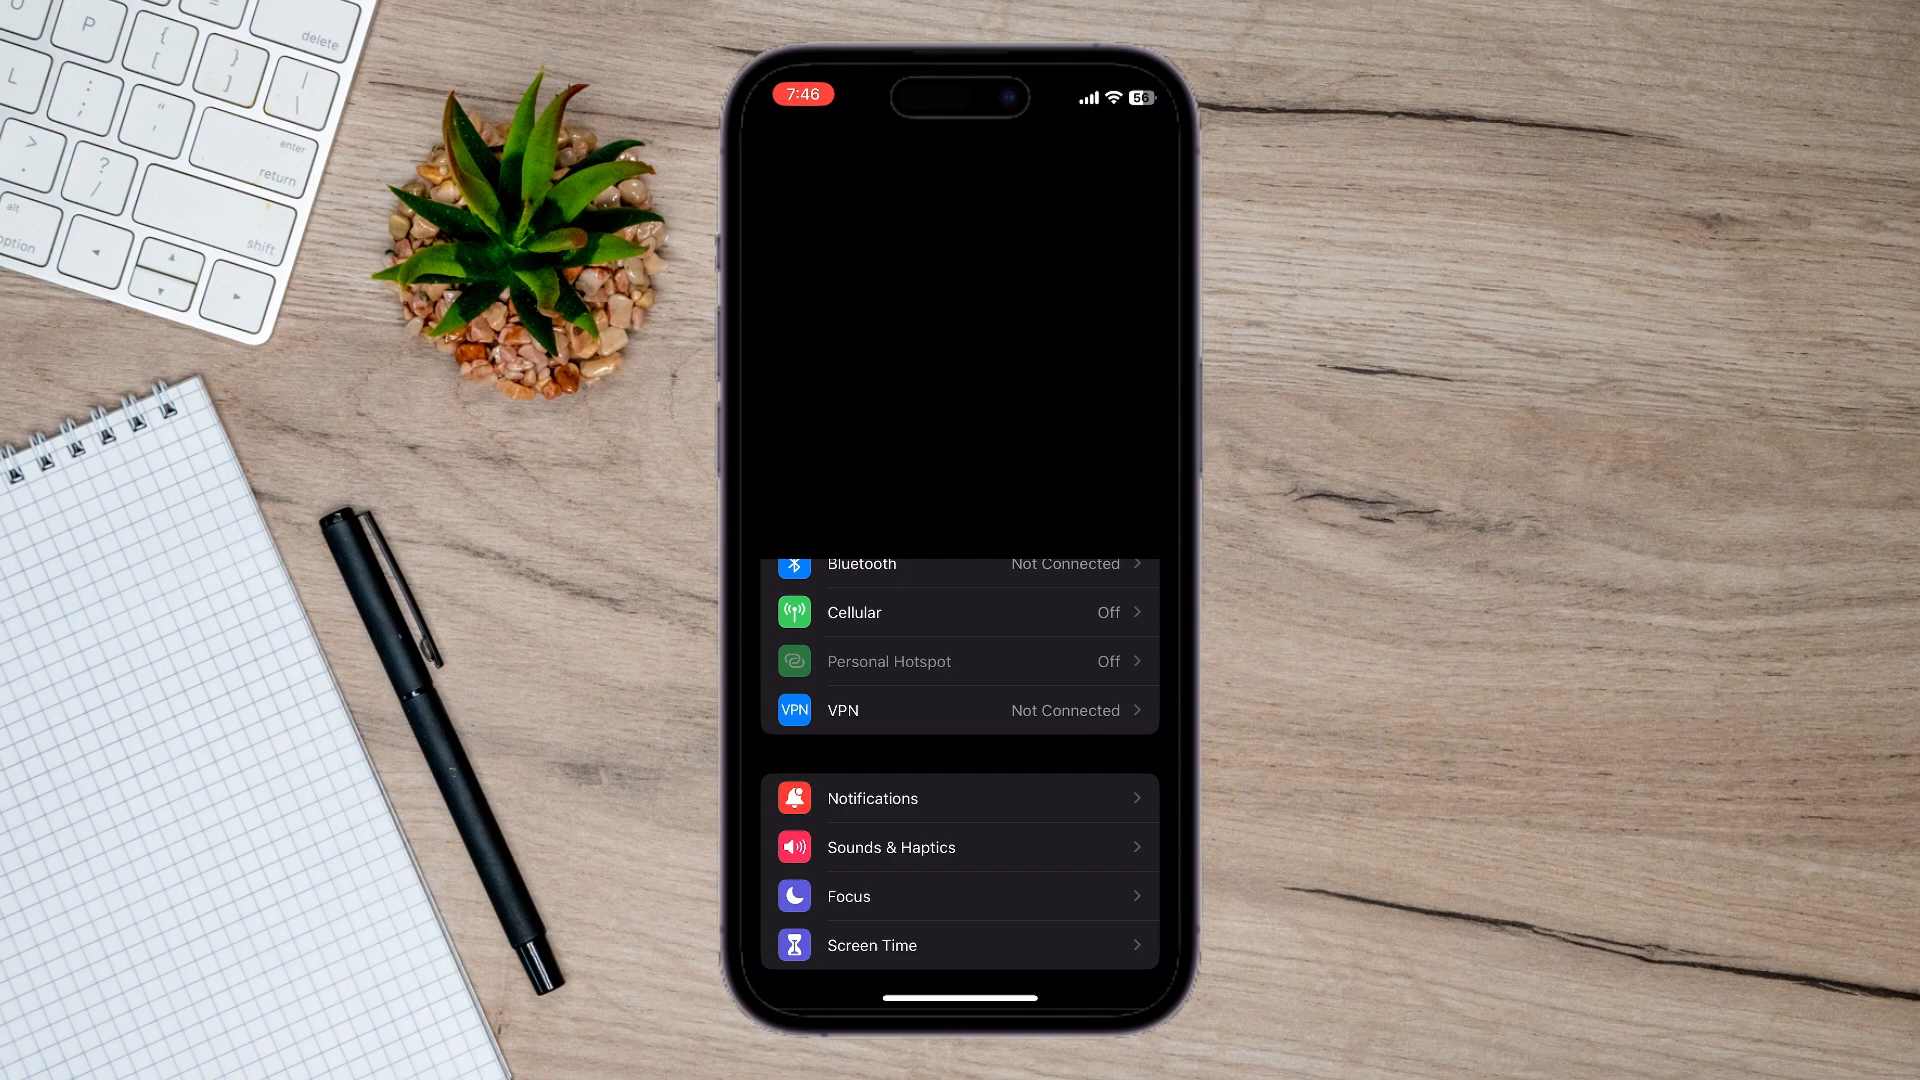 delete
P
{
[
}
]
|
\
L
:
;
"
,
enter
return
>
.
?
/
shift
alt
option
7:46
56
Bluetooth
Not Connected
Cellular
Off
Personal Hotspot
Off
VPN
VPN
Not Connected
Notifications
Sounds & Haptics
Focus
Screen Time